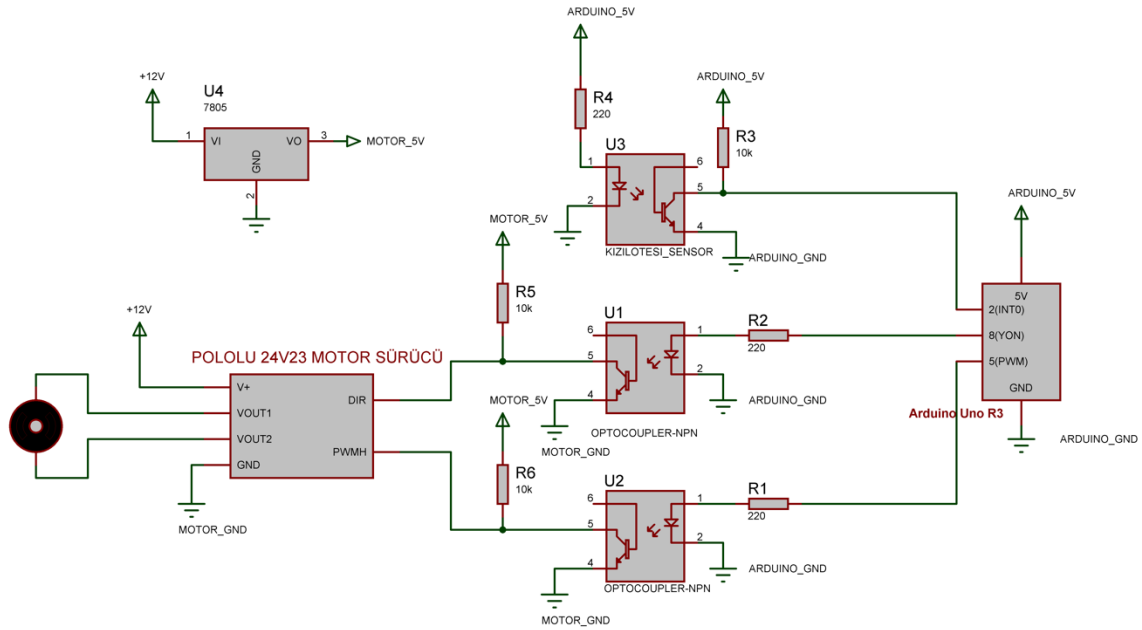 ARDUINO_5V
+12V
U4
7805
1
VI
VO
3
MOTOR_5V
GND
2
R4
220
ARDUINO_5V
R3
10k
U3
1
2
6
5
4
KIZILOTESI_SENSOR
ARDUINO_GND
MOTOR_5V
R5
10k
ARDUINO_5V
5V
2(INT0)
8(YON)
5(PWM)
GND
Arduino Uno R3
ARDUINO_GND
U1
6
5
4
1
2
R2
220
ARDUINO_GND
OPTOCOUPLER-NPN
MOTOR_GND
+12V
POLOLU 24V23 MOTOR SÜRÜCÜ
V+
VOUT1
VOUT2
GND
DIR
PWMH
MOTOR_GND
MOTOR_5V
R6
10k
U2
6
5
4
1
2
R1
220
ARDUINO_GND
OPTOCOUPLER-NPN
MOTOR_GND